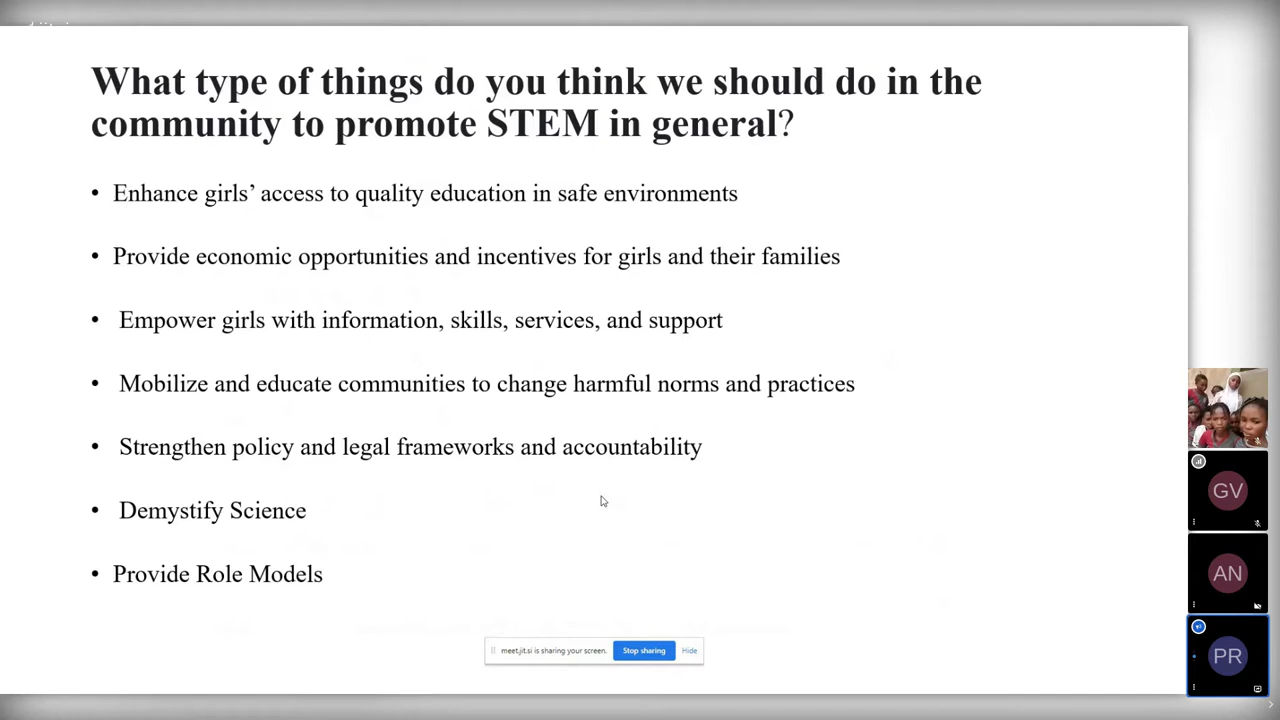 What type of things do you think we should do in the
community to promote STEM in general?
• Enhance girls’ access to quality education in safe environments
• Provide economic opportunities and incentives for girls and their families
• Empower girls with information, skills, services, and support
• Mobilize and educate communities to change harmful norms and practices
• Strengthen policy and legal frameworks and accountability
• Demystify Science
• Provide Role Models
meet.jit.si is sharing your screen. Stop sharing Hide
GV
AN
PR